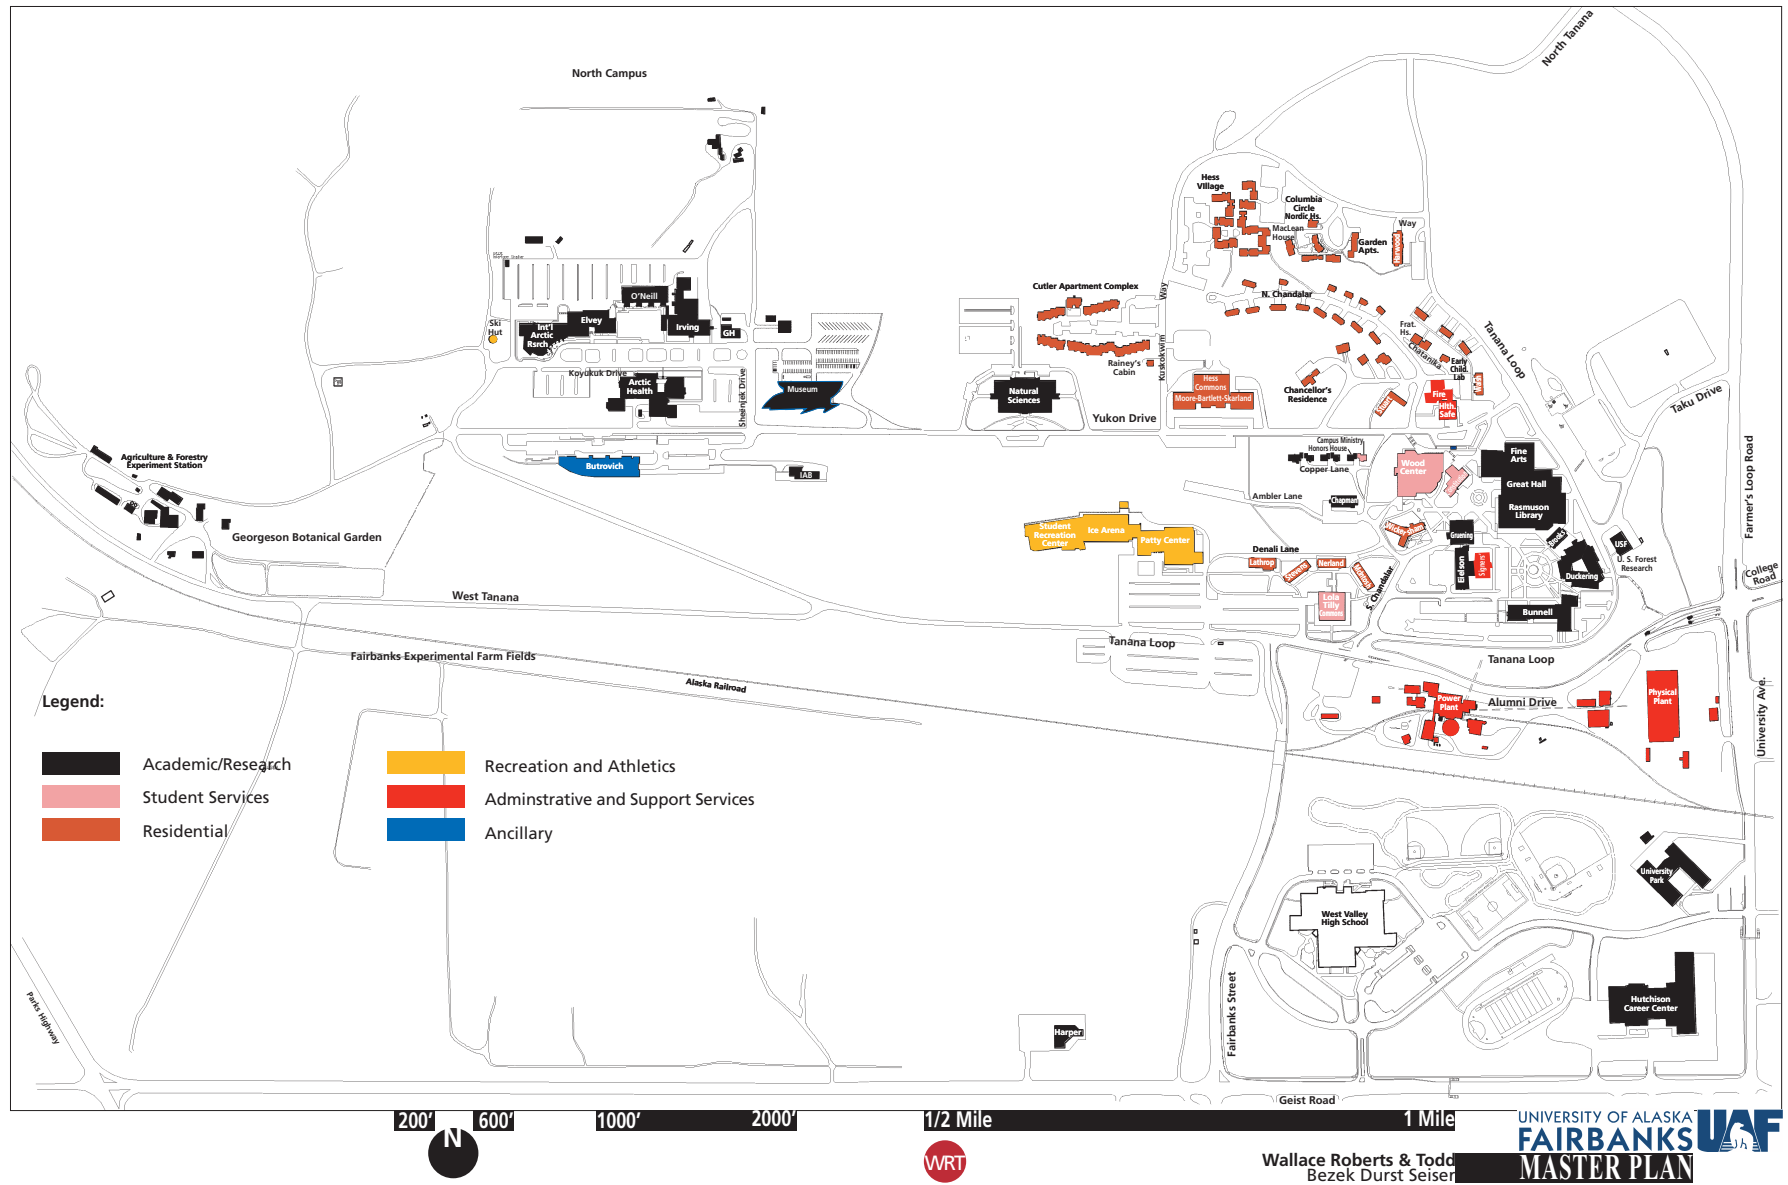 North Campus
North Tanana
Hess
VIllage
Columbia
Circle
Nordic Hs.
MacLean
House
Way
Garden
Apts.
Harwood
Cutler Apartment Complex
Way
Kuskokwim
N. Chandalar
Rainey's
Cabin
Frat.
Hs.
Chatanika
Tanana Loop
Early
Child.
Lab
Walsh
O'Neill
Elvey
Int'l
Arctic
Rsrch
Irving
GH
Ski
Hut
Koyukuk Drive
Arctic
Health
Sheenjek Drive
Museum
Natural
Sciences
Hess
Commons
Moore-Bartlett-Skarland
Chancellor's
Residence
Stuart
Fire
Hlth.
Safe
Taku Drive
Yukon Drive
Farmer's Loop Road
Agriculture & Forestry
Experiment Station
Butrovich
IAB
Campus Ministry
Honors House
Copper Lane
Wood
Center
Fine
Arts
Great Hall
Rasmuson
Library
Ambler Lane
Chapman
Georgeson Botanical Garden
Student
Recreation
Center
Ice Arena
Patty Center
Wickersham
Gruening
Brooks
USF
U. S. Forest
Research
Denali Lane
Lathrop
Stevens
Nerland
McIntosh
S. Chandalar
Eielson
Signers'
Duckering
College
Road
Lola
Tilly
Commons
Bunnell
West Tanana
Tanana Loop
Tanana Loop
Fairbanks Experimental Farm Fields
Alaska Railroad
Power
Plant
Alumni Drive
Physical
Plant
University Ave.
Legend:
Academic/Research
Student Services
Residential
Recreation and Athletics
Adminstrative and Support Services
Ancillary
University
Park
West Valley
High School
Hutchison
Career Center
Parks Highway
Harper
Fairbanks Street
Geist Road
200'
600'
1000'
2000'
1/2 Mile
1 Mile
N
WRT
Wallace Roberts & Todd
Bezek Durst Seiser
UNIVERSITY OF ALASKA
FAIRBANKS
UAF
MASTER PLAN